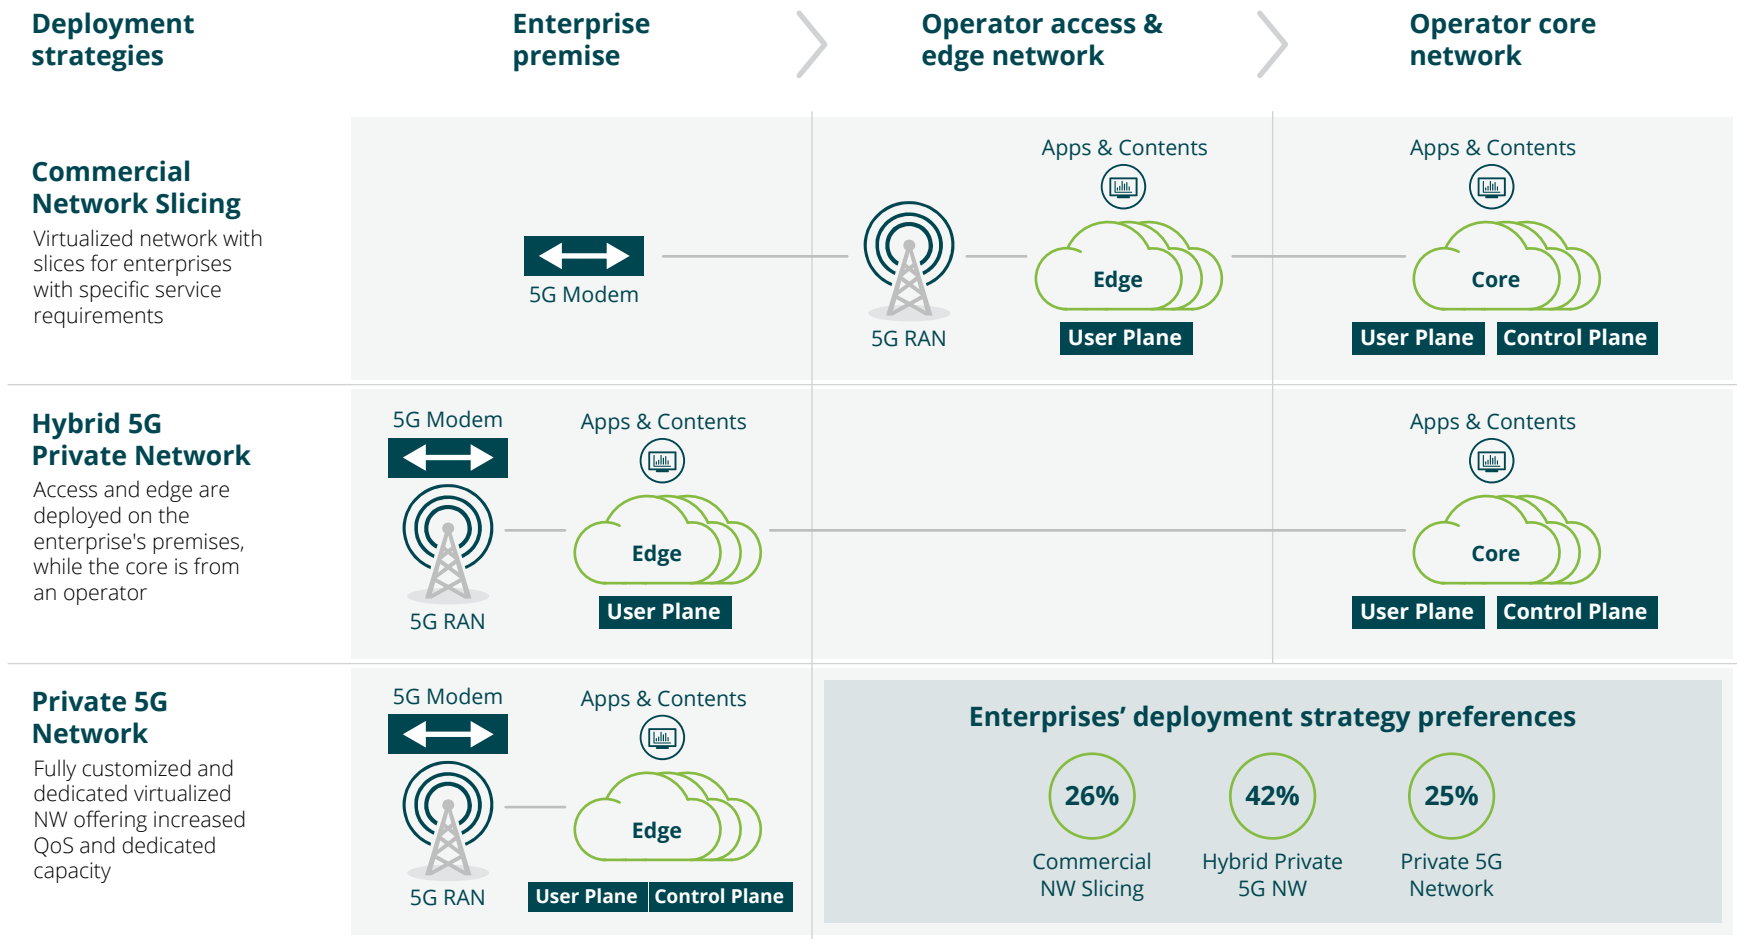 Deployment
strategies
Enterprise
premise
Operator access &
edge network
Operator core
network
Commercial
Network Slicing
Virtualized network with
slices for enterprises
with specific service
requirements
5G Modem
5G RAN
Apps & Contents
Edge
User Plane
Apps & Contents
Core
User Plane
Control Plane
Hybrid 5G
Private Network
Access and edge are
deployed on the
enterprise's premises,
while the core is from
an operator
5G Modem
5G RAN
Apps & Contents
Edge
User Plane
Apps & Contents
Core
User Plane
Control Plane
Private 5G
Network
Fully customized and
dedicated virtualized
NW offering increased
QoS and dedicated
capacity
5G Modem
5G RAN
Apps & Contents
Edge
User Plane
Control Plane
Enterprises’ deployment strategy preferences
26%
Commercial
NW Slicing
42%
Hybrid Private
5G NW
25%
Private 5G
Network